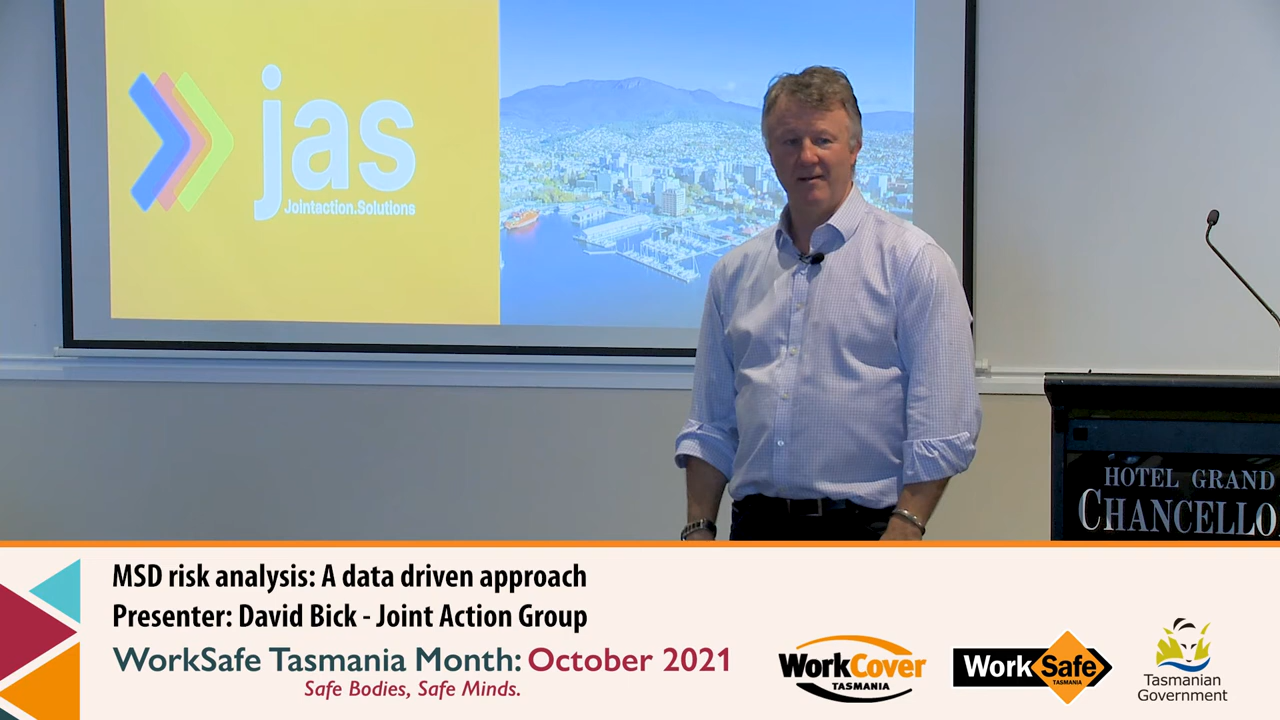 jas
Jointaction.Solutions
HOTEL GRAND
CHANCELLO
MSD risk analysis: A data driven approach
Presenter: David Bick - Joint Action Group
WorkSafe Tasmania Month: October 2021
Safe Bodies, Safe Minds.
WorkCover
TASMANIA
WorkSafe
TASMANIA
Tasmanian
Government